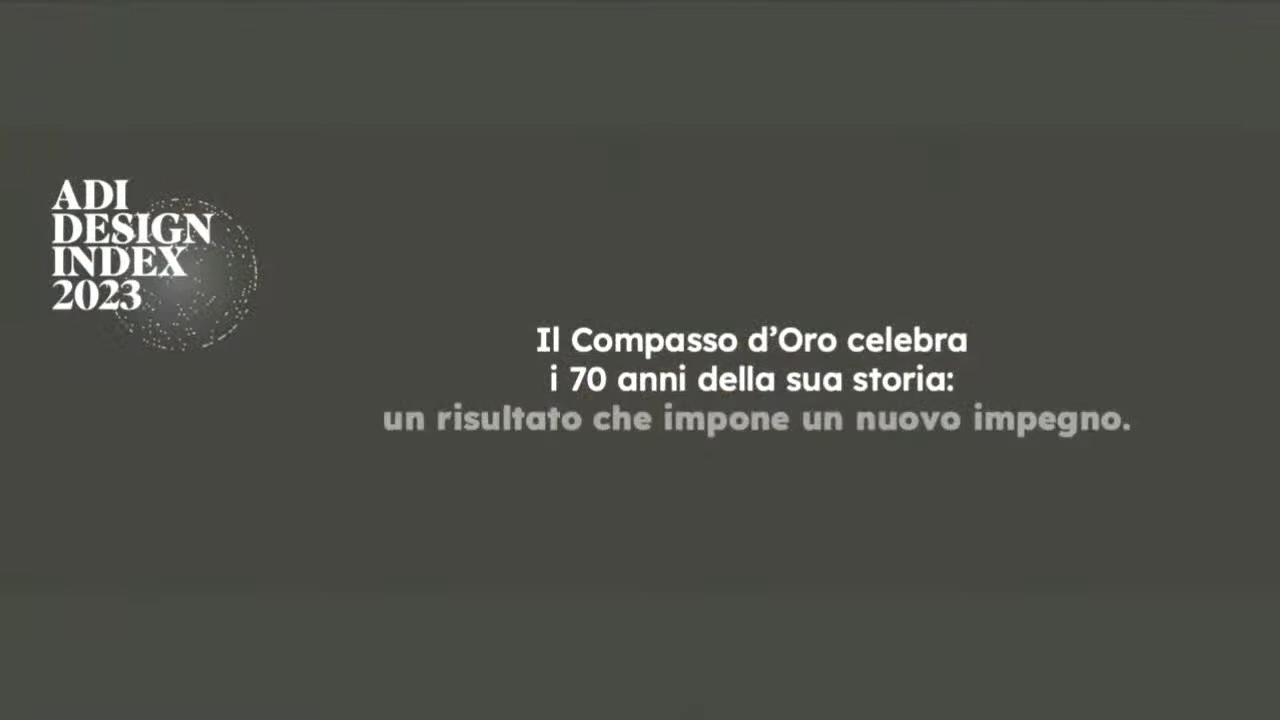 ADI
DESIGN
INDEX
2023
Il Compasso d’Oro celebra
i 70 anni della sua storia:
un risultato che impone un nuovo impegno.